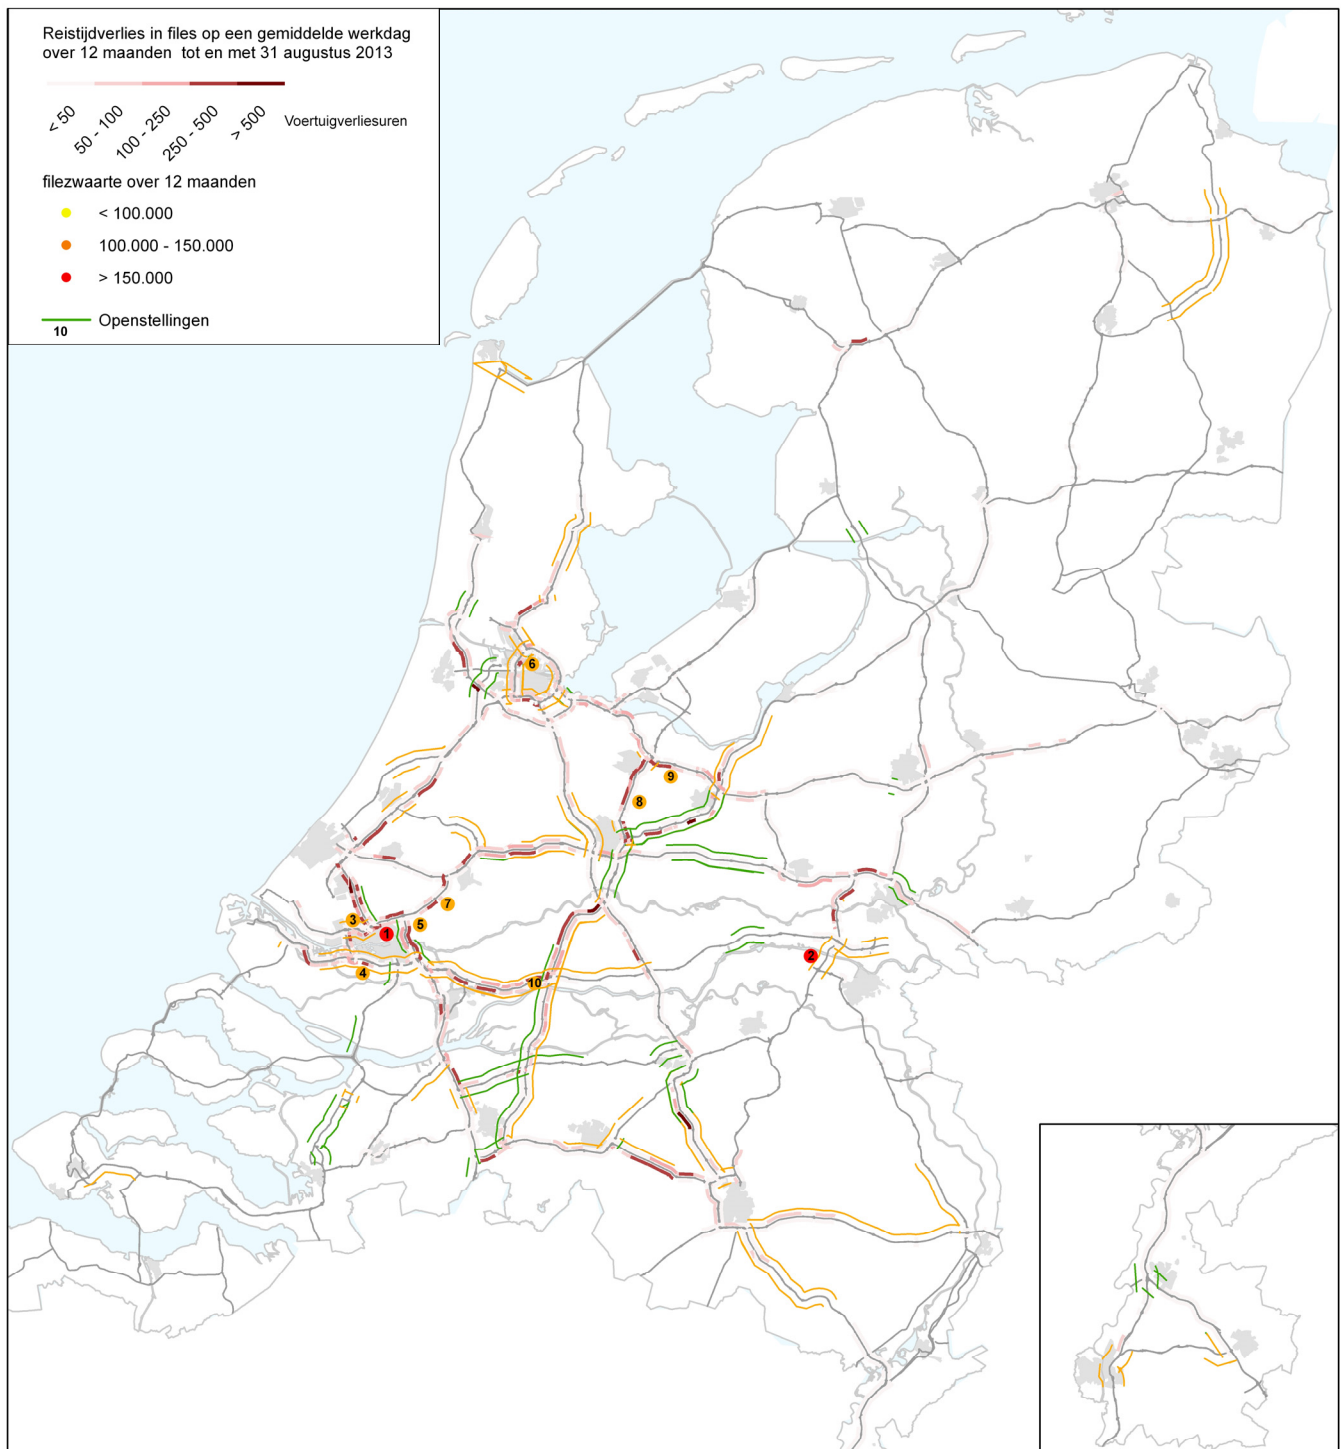 Reistijdverlies in files op een gemiddelde werkdag
over 12 maanden tot en met 31 augustus 2013
< 50
50 - 100
100 - 250
250 - 500
> 500
Voertuigverliesuren
filezwaarte over 12 maanden
< 100.000
100.000 - 150.000
> 150.000
Openstellingen
10
6
9
8
7
3
5
1
2
4
10